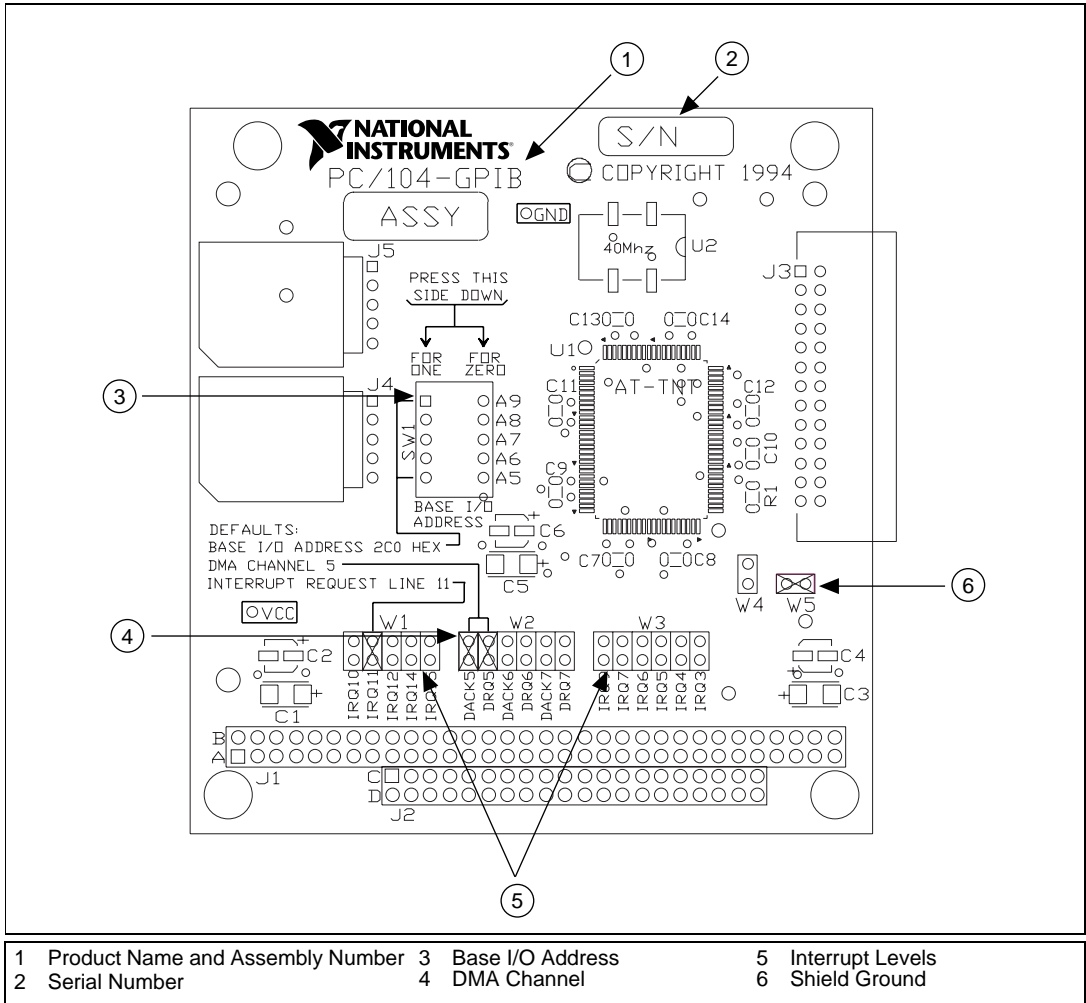 1
2
NATIONAL
INSTRUMENTS®
PC/104-GPIB
S/N
© COPYRIGHT 1994
ASSY
GND
40Mhz
U2
J5
J3
PRESS THIS
SIDE DOWN
C13
C14
FOR
ONE
FOR
ZERO
U1
J4
C11
AT-TNT
C12
3
A9
A8
A7
A6
A5
SW1
C9
C10
R1
BASE I/O
ADDRESS
DEFAULTS:
BASE I/O ADDRESS 2C0 HEX
DMA CHANNEL 5
INTERRUPT REQUEST LINE 11
+
C6
+
C5
C7
C8
W4
W5
6
VCC
4
W1
W2
W3
+
C2
+
C1
+
C4
+
C3
IRQ10
IRQ11
IRQ12
IRQ14
DACK5
DRQ5
DACK6
DRQ6
DACK7
DRQ7
IRQ7
IRQ6
IRQ5
IRQ4
IRQ3
B
A
J1
C
D
J2
5
1 Product Name and Assembly Number 3 Base I/O Address 5 Interrupt Levels
2 Serial Number 4 DMA Channel 6 Shield Ground